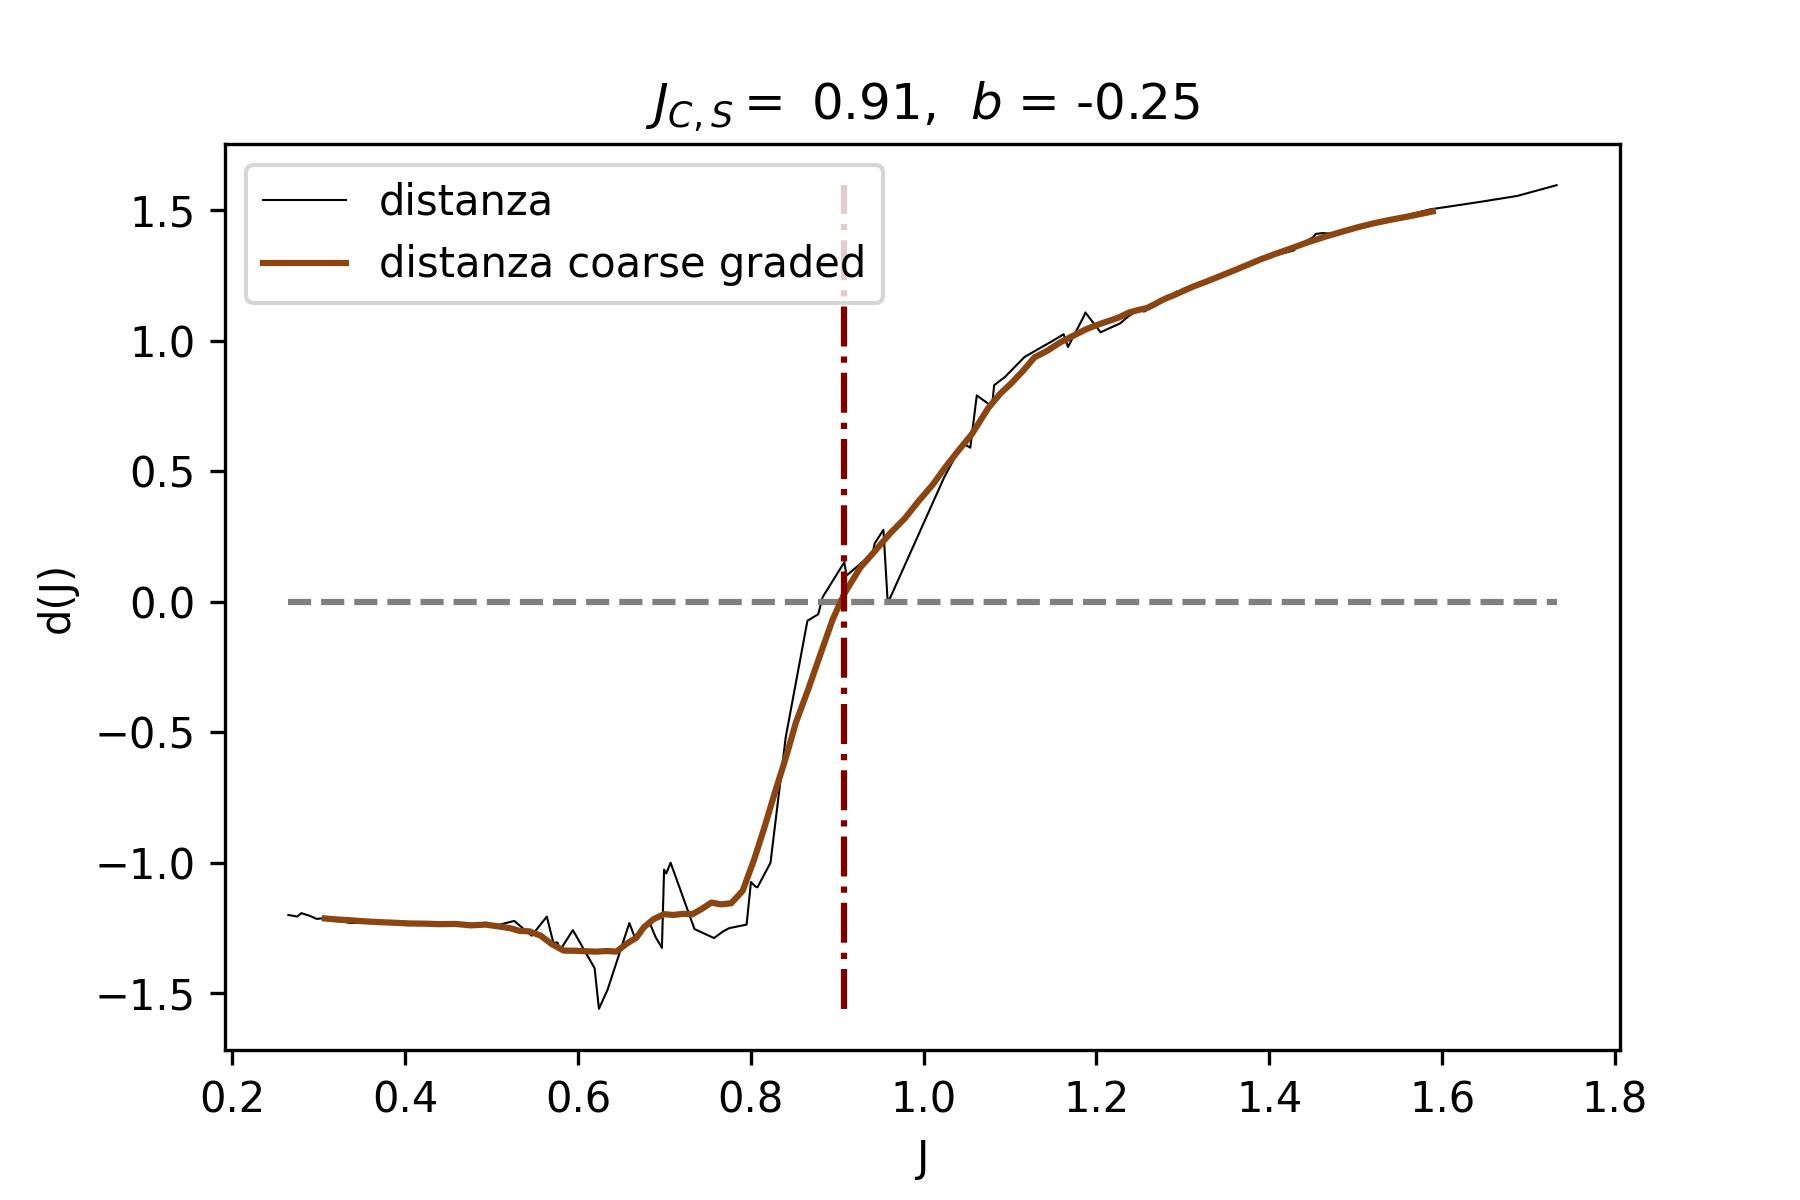 J_{C,S} = 0.91, b = -0.25
distanza
distanza coarse graded
1.5
1.0
0.5
0.0
−0.5
−1.0
−1.5
d(J)
0.2 0.4 0.6 0.8 1.0 1.2 1.4 1.6 1.8
J